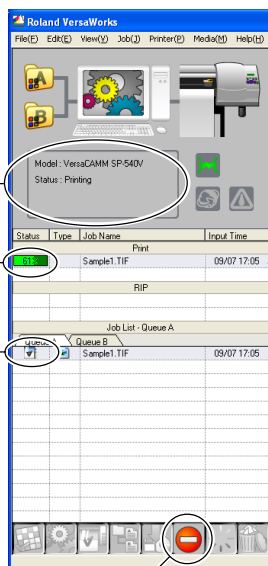 Roland VersaWorks
File(F) Edit(E) View(V) Job(J) Printer(P) Media(M) Help(H)
A
B
Model : VersaCAMM SP-540V
Status : Printing
Status Type Job Name Input Time
Print
61% Sample1.TIF 09/07 17:05
RIP
Job List - Queue A
Queue A Queue B
Sample1.TIF 09/07 17:05